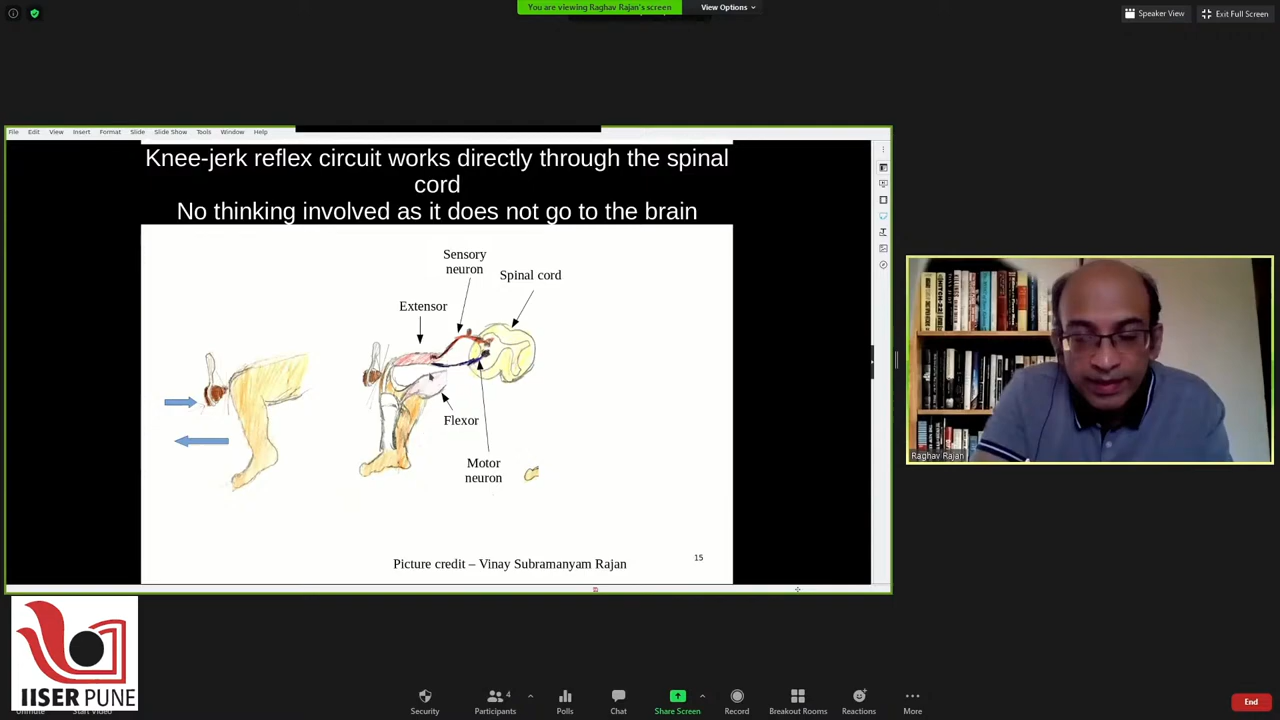 You are viewing Raghav Rajan's screen
View Options
Speaker View
Exit Full Screen
File Edit View Insert Format Slide Slide Show Tools Window Help
Knee-jerk reflex circuit works directly through the spinal
cord
No thinking involved as it does not go to the brain
Sensory
neuron
Spinal cord
Extensor
Flexor
Motor
neuron
Picture credit – Vinay Subramanyam Rajan
15
Raghav Rajan
IISER PUNE
Security
Participants
4
Polls
Chat
Share Screen
Record
Breakout Rooms
Reactions
More
End